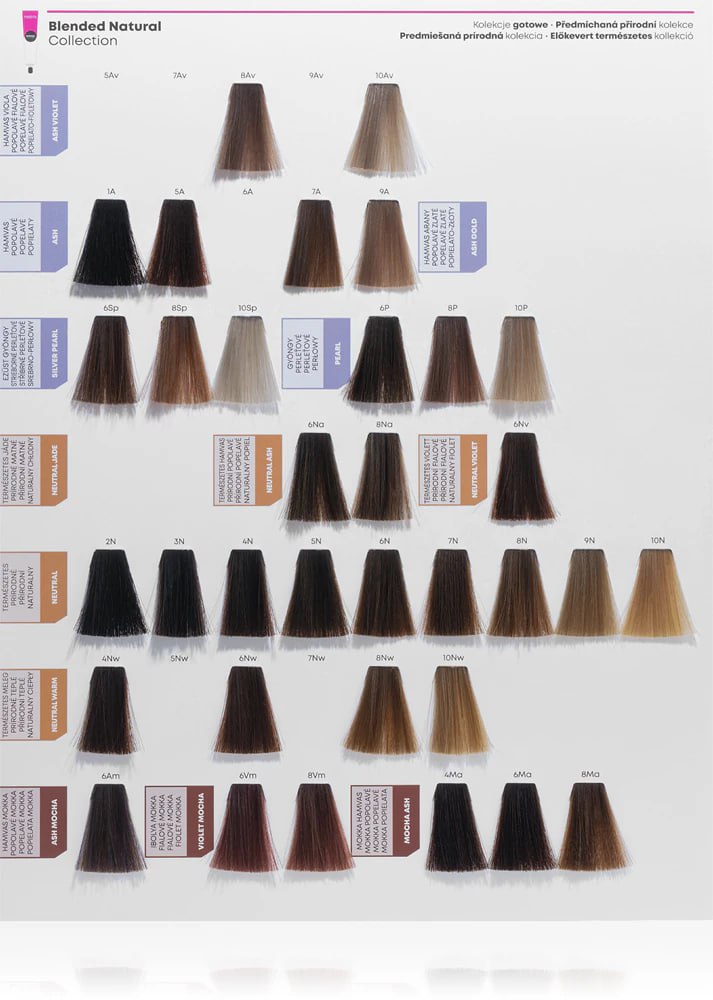 Blended Natural
Collection
Kolekcje gotowe · Předmíchaná přírodní kolekce
Predmiešaná prírodná kolekcia · Előkevert természetes kollekció
5Av 7Av 8Av 9Av 10Av
HAMVAS VIOLA
POPOLAVÉ FIALOVÉ
POPELAVÉ FIALOVÉ
POPIELATO-FIOLETOWY
ASH VIOLET
1A 5A 6A 7A 9A
HAMVAS
POPOLAVÉ
POPELAVÉ
POPIELATY
ASH
HAMVAS ARANY
POPOLAVÉ ZLATÉ
POPELAVÉ ZLATÉ
POPIELATO-ZŁOTY
ASH GOLD
6Sp 8Sp 10Sp 6P 8P 10P
EZÜST GYÖNGY
STRIEBORNÉ PERLEŤOVÉ
STŘÍBRNÉ PERLEŤOVÉ
SREBRNO-PERŁOWY
SILVER PEARL
GYÖNGY
PERLEŤOVÉ
PERLEŤOVÉ
PERŁOWY
PEARL
6Na 8Na 6Nv
TERMÉSZETES JÁDE
PRÍRODNÉ MATNÉ
PŘÍRODNÍ MATNÉ
NATURALNY CHŁODNY
NEUTRAL JADE
TERMÉSZETES HAMVAS
PRÍRODNÍ POPOLAVÉ
PŘÍRODNÍ POPELAVÉ
NATURALNY POPIEL
NEUTRAL ASH
TERMÉSZETES VIOLETT
PRÍRODNÉ FIALOVÉ
PŘÍRODNÍ FIALOVÉ
NATURALNY FIOLET
NEUTRAL VIOLET
2N 3N 4N 5N 6N 7N 8N 9N 10N
TERMÉSZETES
PRÍRODNÉ
PŘÍRODNÍ
NATURALNY
NEUTRAL
4Nw 5Nw 6Nw 7Nw 8Nw 10Nw
TERMÉSZETES MELEG
PRÍRODNÉ TEPLÉ
PŘÍRODNÍ TEPLÉ
NATURALNY CIEPŁY
NEUTRAL WARM
6Am 6Vm 8Vm 4Ma 6Ma 8Ma
HAMVAS MOKKA
POPOLAVÉ MOKKA
POPELAVÉ MOKKA
POPIELATA MOKKA
ASH MOCHA
IBOLYA MOKKA
FIALOVÉ MOKKA
FIALOVÉ MOKKA
FIOLET MOKKA
VIOLET MOCHA
MOKKA HAMVAS
MOKKA POPOLAVÉ
MOKKA POPELAVÉ
MOKKA POPIELATA
MOCHA ASH